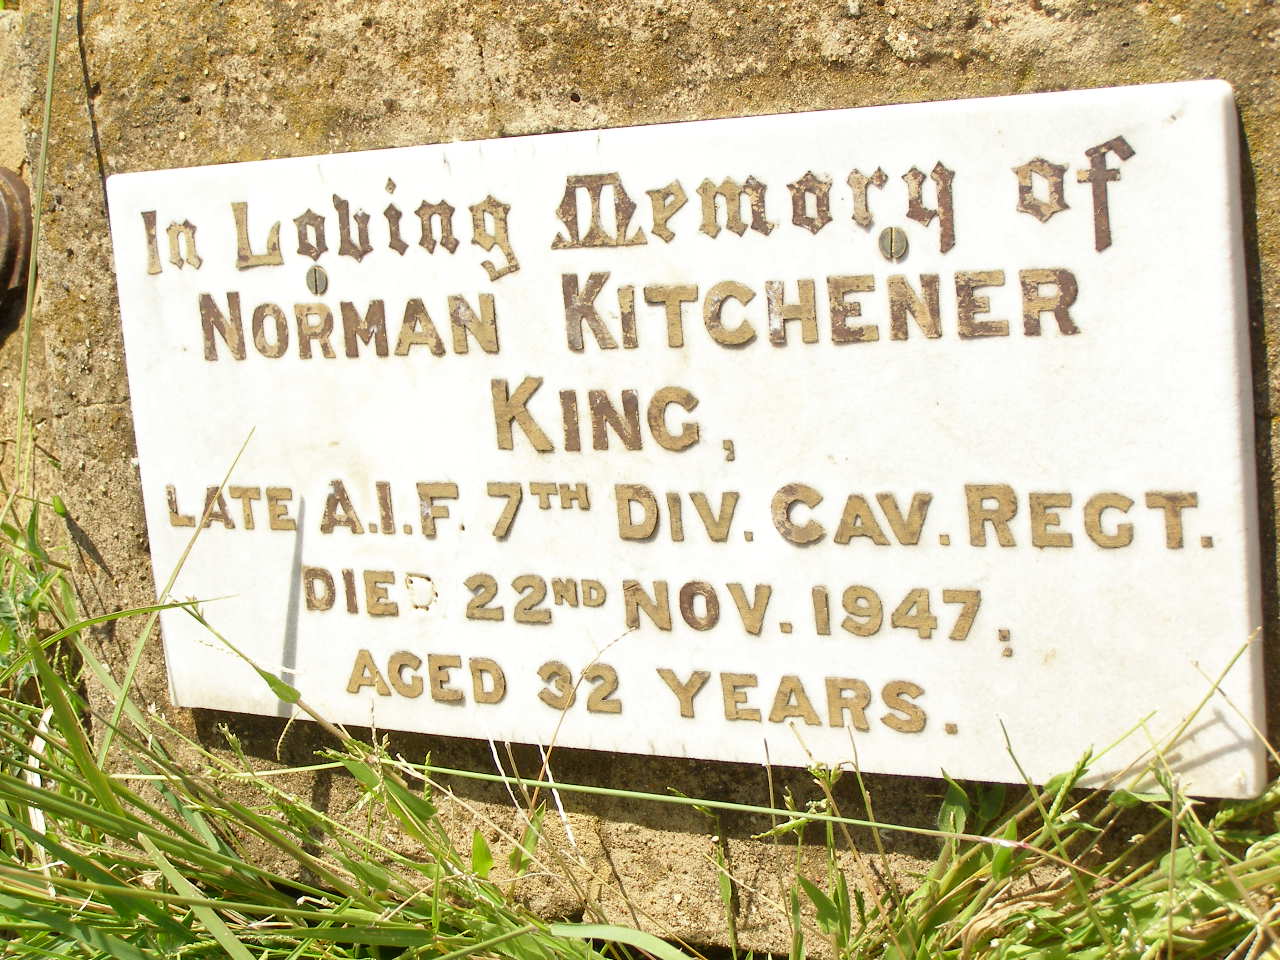 In Loving Memory of
NORMAN KITCHENER
KING,
LATE A.I.F. 7TH DIV. CAV. REGT.
DIED 22ND NOV. 1947,
AGED 32 YEARS.